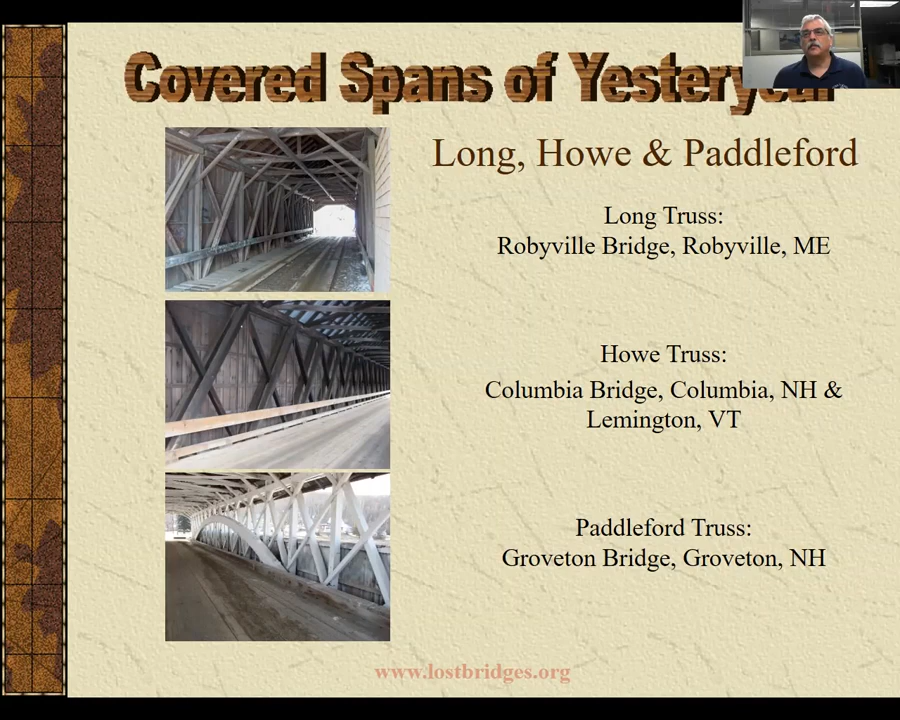 Covered Spans of Yesteryear
Long, Howe & Paddleford
Long Truss:
Robyville Bridge, Robyville, ME
Howe Truss:
Columbia Bridge, Columbia, NH &
Lemington, VT
Paddleford Truss:
Groveton Bridge, Groveton, NH
www.lostbridges.org